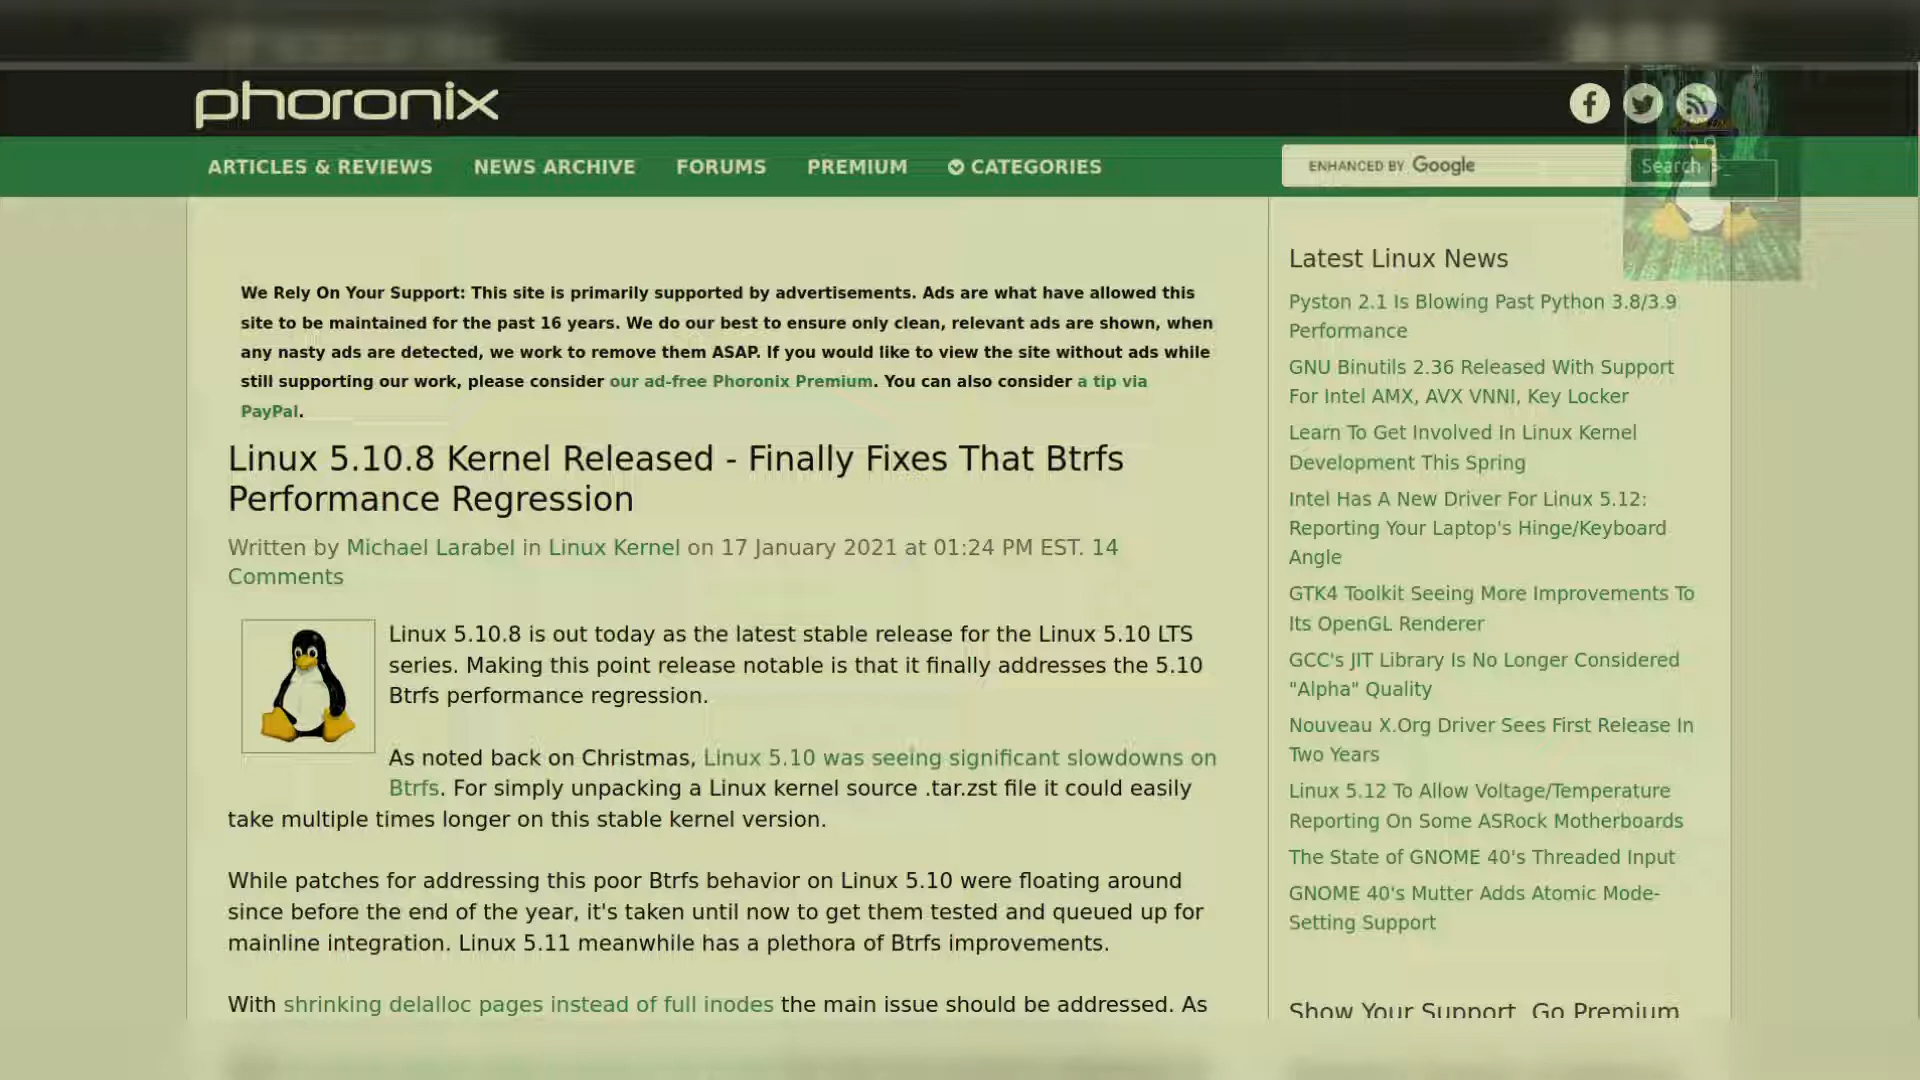 phoronix
ARTICLES & REVIEWS NEWS ARCHIVE FORUMS PREMIUM CATEGORIES ENHANCED BY Google Search
We Rely On Your Support: This site is primarily supported by advertisements. Ads are what have allowed this
site to be maintained for the past 16 years. We do our best to ensure only clean, relevant ads are shown, when
any nasty ads are detected, we work to remove them ASAP. If you would like to view the site without ads while
still supporting our work, please consider our ad-free Phoronix Premium. You can also consider a tip via
PayPal.
Linux 5.10.8 Kernel Released - Finally Fixes That Btrfs
Performance Regression
Written by Michael Larabel in Linux Kernel on 17 January 2021 at 01:24 PM EST. 14
Comments
Linux 5.10.8 is out today as the latest stable release for the Linux 5.10 LTS
series. Making this point release notable is that it finally addresses the 5.10
Btrfs performance regression.
As noted back on Christmas, Linux 5.10 was seeing significant slowdowns on
Btrfs. For simply unpacking a Linux kernel source .tar.zst file it could easily
take multiple times longer on this stable kernel version.
While patches for addressing this poor Btrfs behavior on Linux 5.10 were floating around
since before the end of the year, it's taken until now to get them tested and queued up for
mainline integration. Linux 5.11 meanwhile has a plethora of Btrfs improvements.
With shrinking delalloc pages instead of full inodes the main issue should be addressed. As
Latest Linux News
Pyston 2.1 Is Blowing Past Python 3.8/3.9
Performance
GNU Binutils 2.36 Released With Support
For Intel AMX, AVX VNNI, Key Locker
Learn To Get Involved In Linux Kernel
Development This Spring
Intel Has A New Driver For Linux 5.12:
Reporting Your Laptop's Hinge/Keyboard
Angle
GTK4 Toolkit Seeing More Improvements To
Its OpenGL Renderer
GCC's JIT Library Is No Longer Considered
"Alpha" Quality
Nouveau X.Org Driver Sees First Release In
Two Years
Linux 5.12 To Allow Voltage/Temperature
Reporting On Some ASRock Motherboards
The State of GNOME 40's Threaded Input
GNOME 40's Mutter Adds Atomic Mode-
Setting Support
Show Your Support, Go Premium